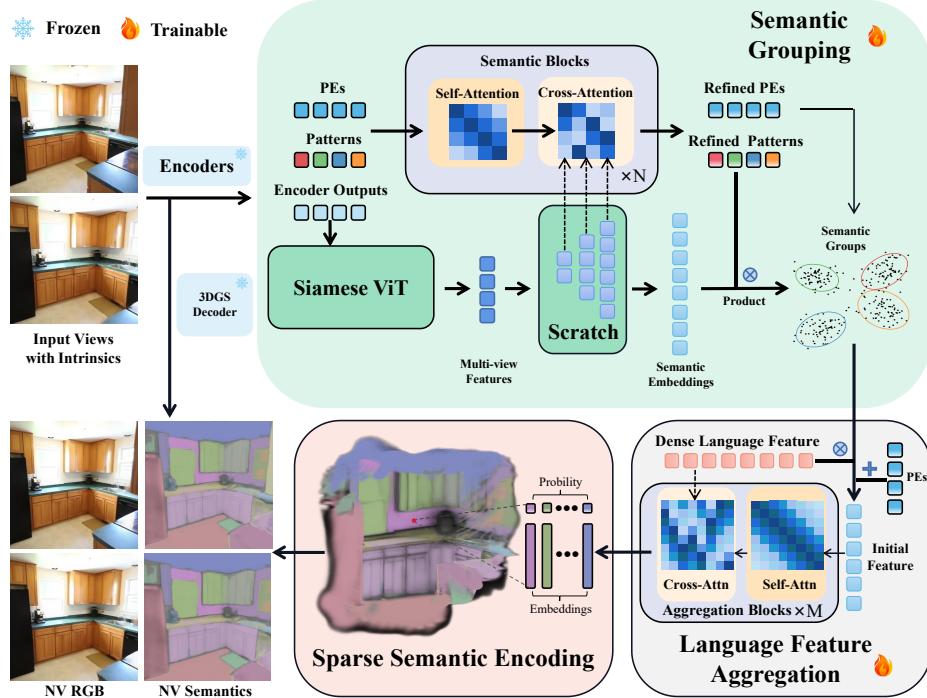 Frozen
Trainable
Semantic
Grouping
Semantic Blocks
Self-Attention
Cross-Attention
×N
PEs
Patterns
Encoder Outputs
Refined PEs
Refined Patterns
Encoders
3DGS
Decoder
Siamese ViT
Scratch
Multi-view
Features
Semantic
Embeddings
Product
Semantic
Groups
Input Views
with Intrinsics
Dense Language Feature
PEs
Initial
Feature
Cross-Attn
Self-Attn
Aggregation Blocks ×M
Language Feature
Aggregation
Probility
Embeddings
Sparse Semantic Encoding
NV RGB
NV Semantics